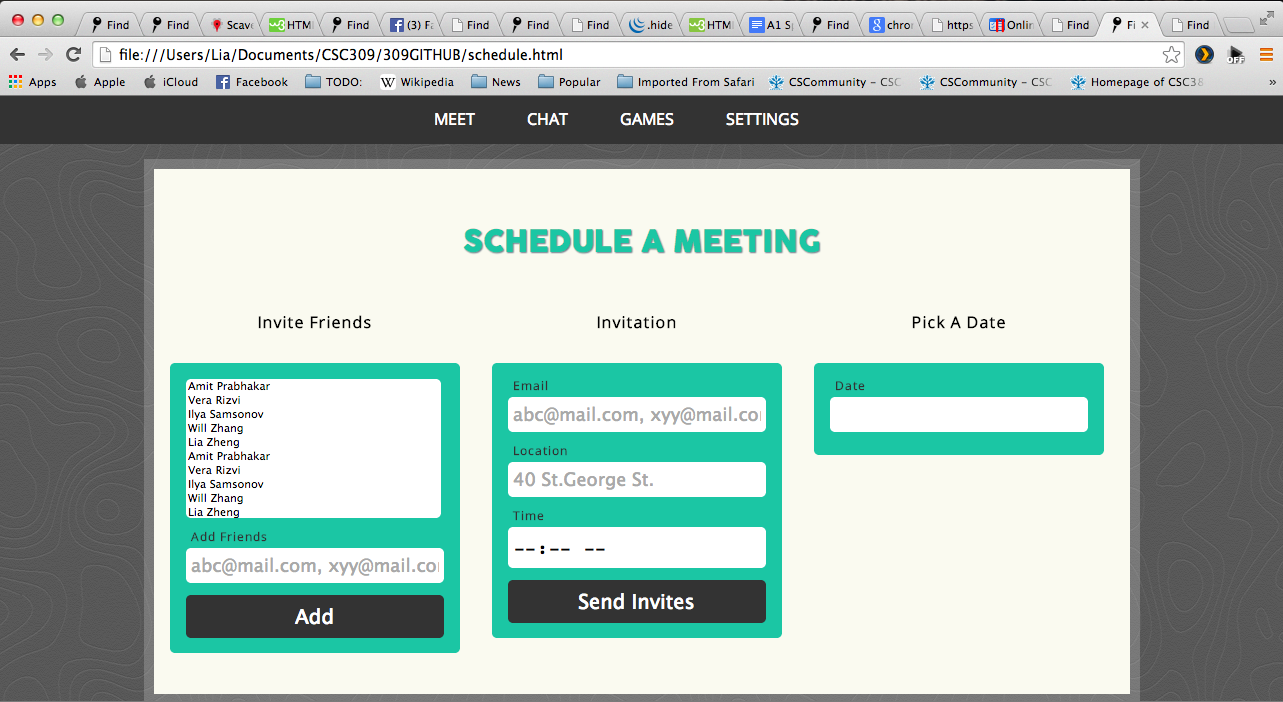 Find Find Scav HTM Find (3) Fa Find Find Find .hide HTM A1 Sp Find chro Find https Onlin Find Fi Find
file:///Users/Lia/Documents/CSC309/309GITHUB/schedule.html
OFF
Apps Apple iCloud Facebook TODO: Wikipedia News Popular Imported From Safari CSCommunity – CSC CSCommunity – CSC Homepage of CSC38 »
MEET CHAT GAMES SETTINGS
SCHEDULE A MEETING
Invite Friends
Amit Prabhakar
Vera Rizvi
Ilya Samsonov
Will Zhang
Lia Zheng
Amit Prabhakar
Vera Rizvi
Ilya Samsonov
Will Zhang
Lia Zheng
Add Friends
abc@mail.com, xyy@mail.co
Add
Invitation
Email
abc@mail.com, xyy@mail.co
Location
40 St.George St.
Time
--:-- --
Send Invites
Pick A Date
Date